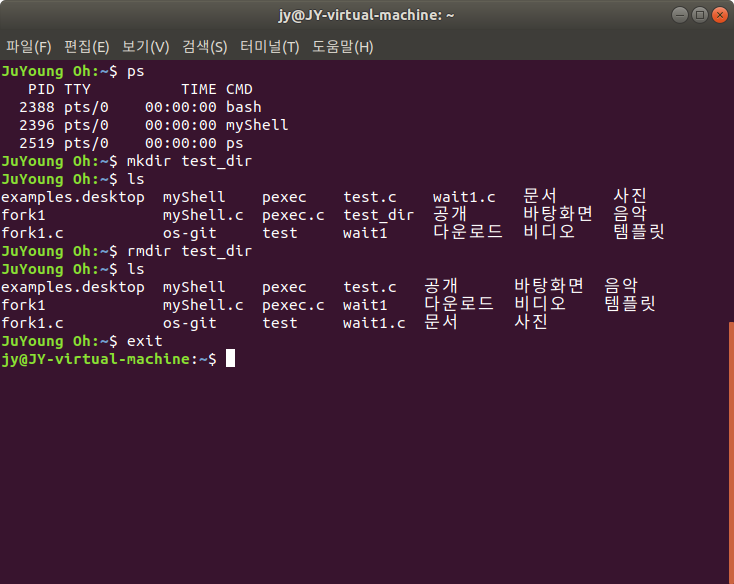 jy@JY-virtual-machine: ~
파일(F) 편집(E) 보기(V) 검색(S) 터미널(T) 도움말(H)
JuYoung Oh:~$ ps
   PID TTY          TIME CMD
  2388 pts/0    00:00:00 bash
  2396 pts/0    00:00:00 myShell
  2519 pts/0    00:00:00 ps
JuYoung Oh:~$ mkdir test_dir
JuYoung Oh:~$ ls
examples.desktop  myShell    pexec    test.c    wait1.c   문서      사진
fork1             myShell.c  pexec.c  test_dir  공개      바탕화면  음악
fork1.c           os-git     test     wait1     다운로드  비디오    템플릿
JuYoung Oh:~$ rmdir test_dir
JuYoung Oh:~$ ls
examples.desktop  myShell    pexec    test.c   공개      바탕화면  음악
fork1             myShell.c  pexec.c  wait1    다운로드  비디오    템플릿
fork1.c           os-git     test     wait1.c  문서      사진
JuYoung Oh:~$ exit
jy@JY-virtual-machine:~$